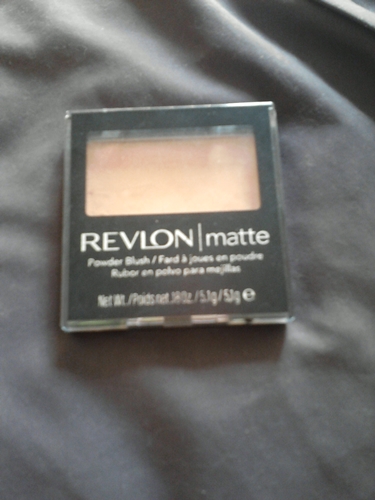 REVLON | matte
Powder Blush / Fard à joues en poudre
Rubor en polvo para mejillas
Net Wt. / Poids net .18 Oz. / 5.1g / 5,1g e